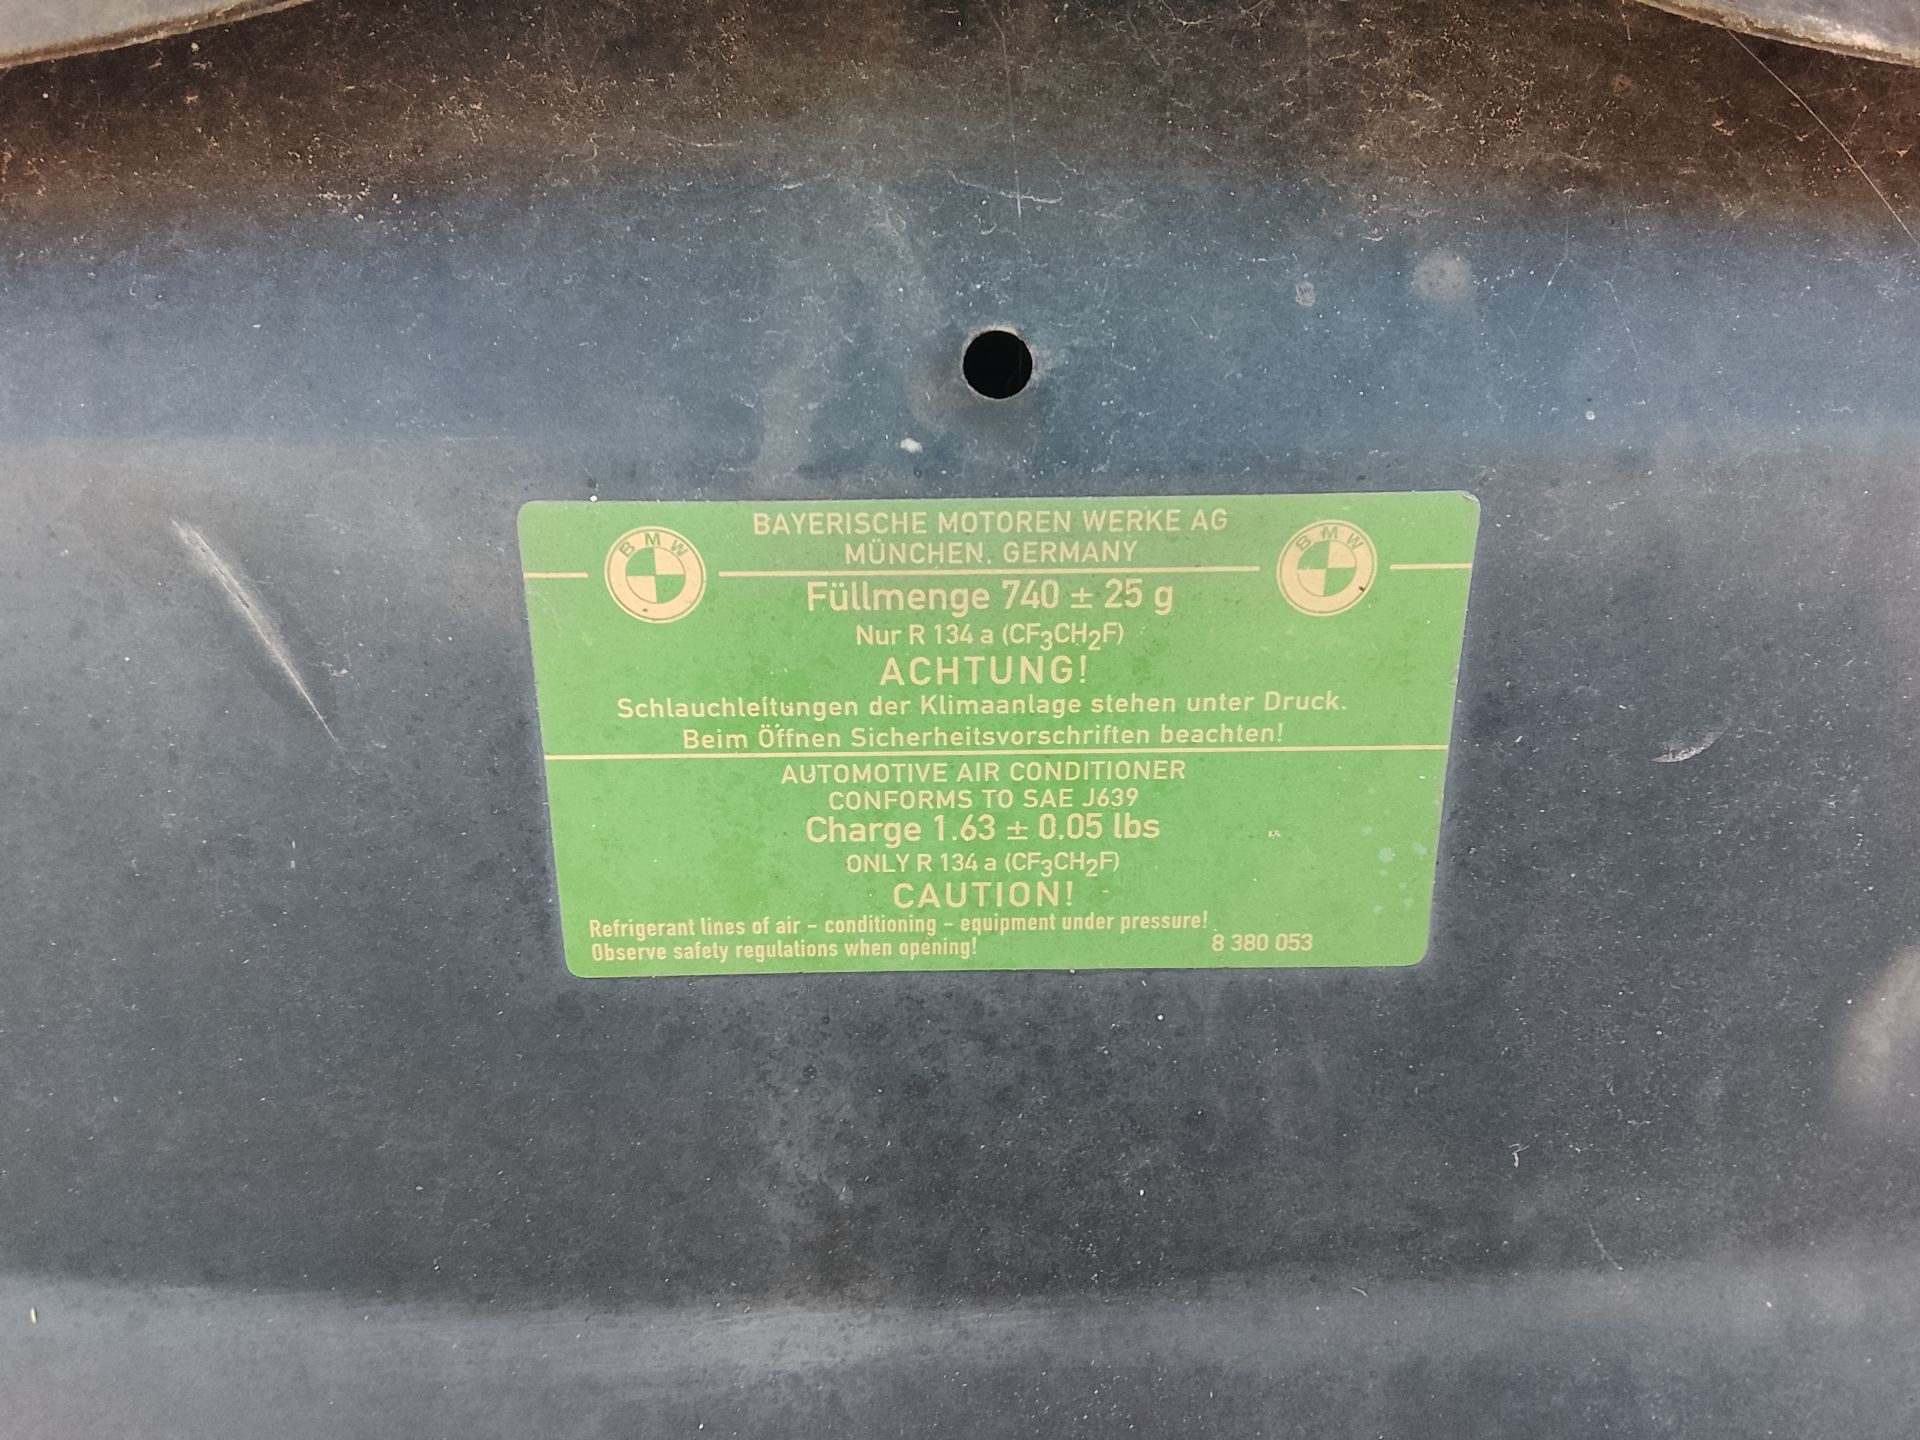 BAYERISCHE MOTOREN WERKE AG
MÜNCHEN, GERMANY
BMW
BMW
Füllmenge 740 ± 25 g
Nur R 134 a (CF3CH2F)
ACHTUNG!
Schlauchleitungen der Klimaanlage stehen unter Druck.
Beim Öffnen Sicherheitsvorschriften beachten!
AUTOMOTIVE AIR CONDITIONER
CONFORMS TO SAE J639
Charge 1.63 ± 0.05 lbs
ONLY R 134 a (CF3CH2F)
CAUTION!
Refrigerant lines of air - conditioning - equipment under pressure!
Observe safety regulations when opening!
8 380 053